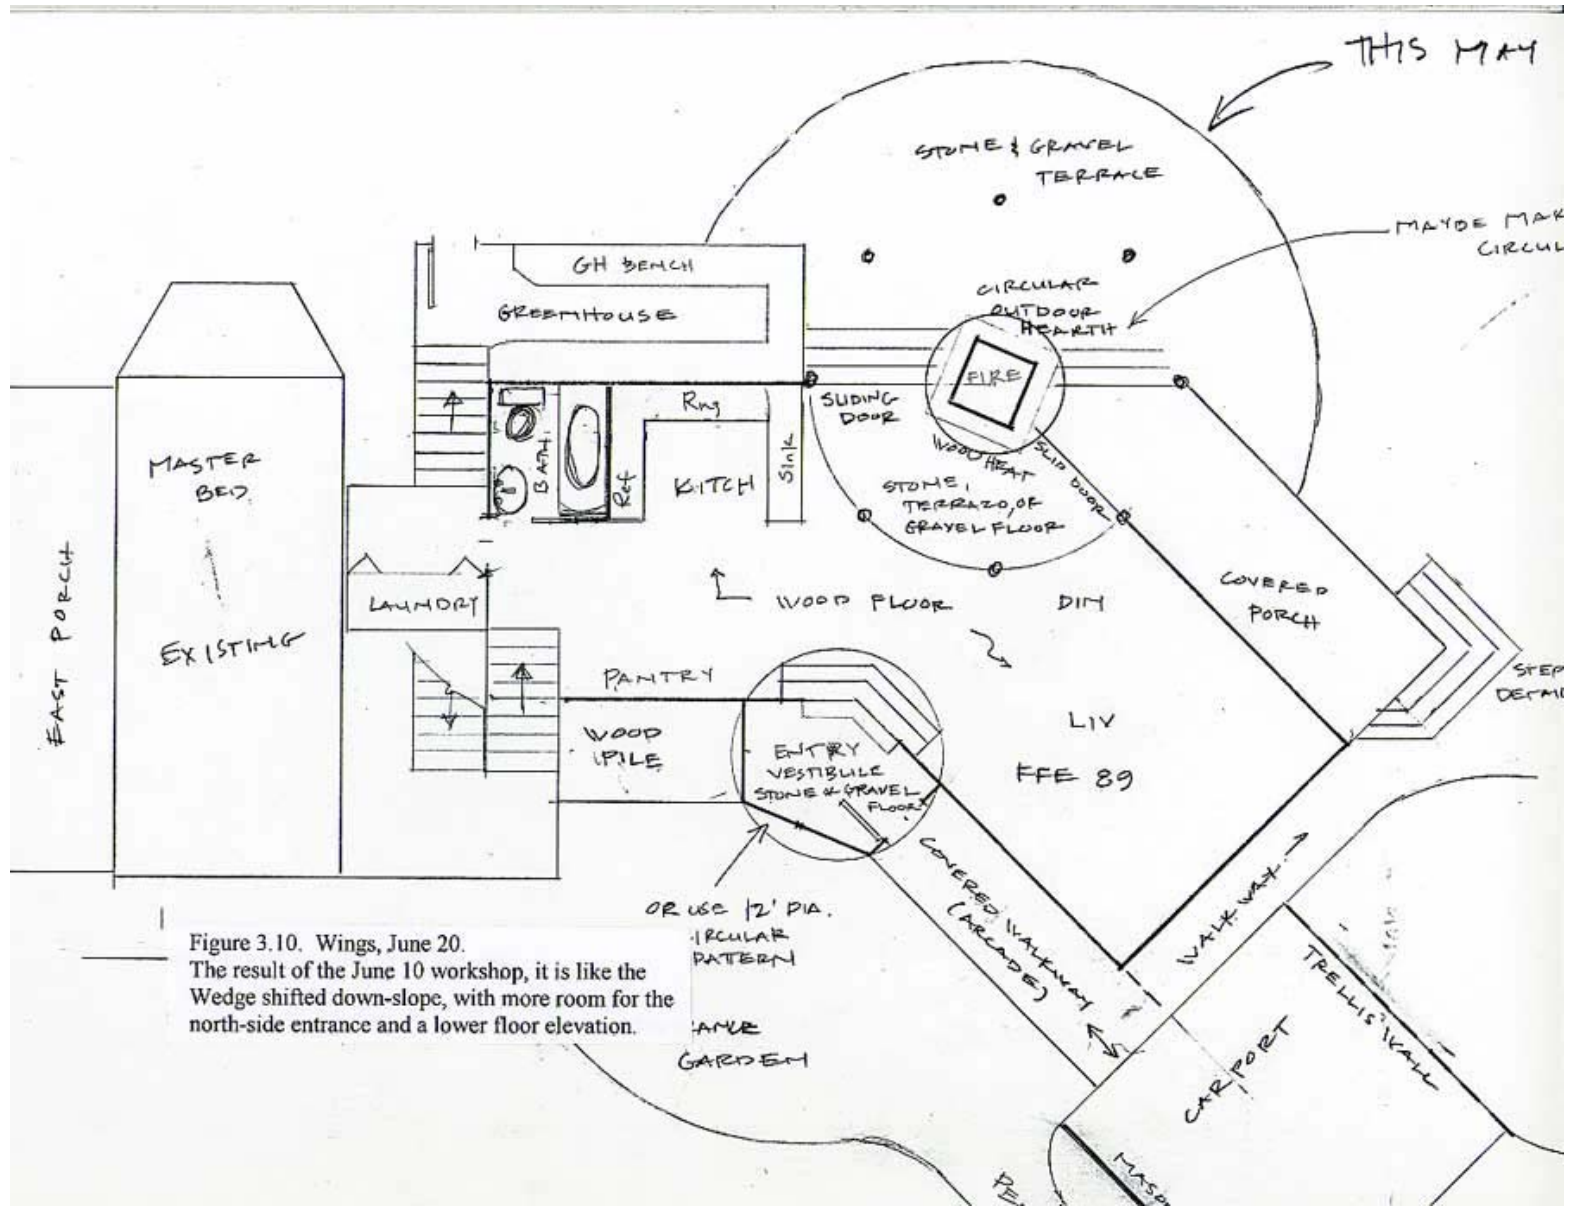 THIS MAY
STONE & GRAVEL
TERRACE
MAYBE MAK
CIRCUL
GH BENCH
GREENHOUSE
CIRCULAR
OUTDOOR
HEARTH
FIRE
SLIDING
DOOR
WOOD HEAT
SLID DOOR
Rng
Sink
Ref
BATH
KITCH
STONE,
TERRAZO, OR
GRAVEL FLOOR
MASTER
BED
EXISTING
EAST PORCH
LAUNDRY
WOOD FLOOR
DIN
COVERED
PORCH
STEP
DETAI
PANTRY
WOOD
PILE
LIV
FFE 89
ENTRY
VESTIBULE
STONE & GRAVEL
FLOOR
COVERED WALKWAY
(ARCADE)
WALKWAY
OR USE 12' DIA.
IRCULAR
PATTERN
TRELLIS WALL
CAR PORT
GARDEN
MASO
Figure 3.10. Wings, June 20.
The result of the June 10 workshop, it is like the
Wedge shifted down-slope, with more room for the
north-side entrance and a lower floor elevation.